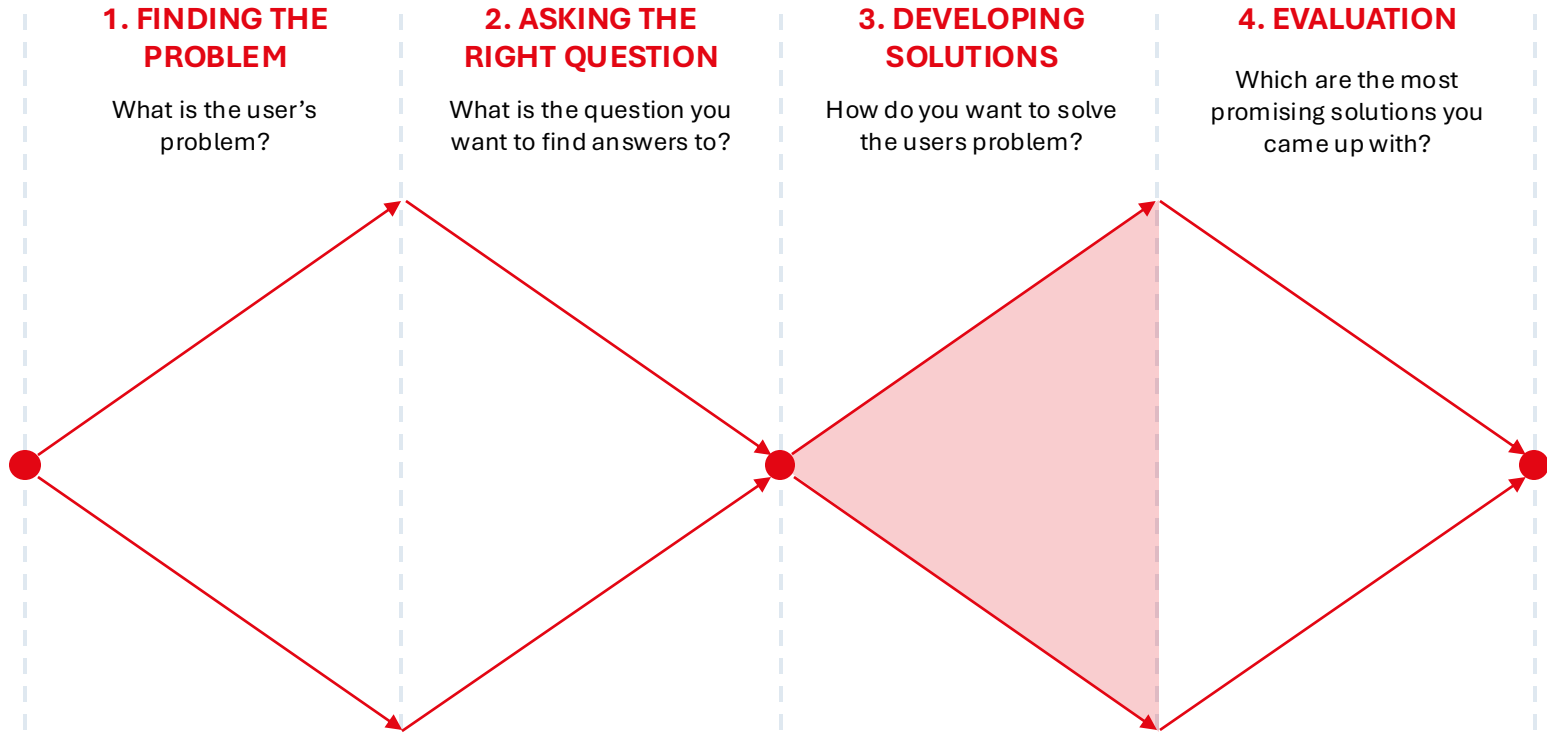 1. FINDING THE
PROBLEM
What is the user’s
problem?
2. ASKING THE
RIGHT QUESTION
What is the question you
want to find answers to?
3. DEVELOPING
SOLUTIONS
How do you want to solve
the users problem?
4. EVALUATION
Which are the most
promising solutions you
came up with?